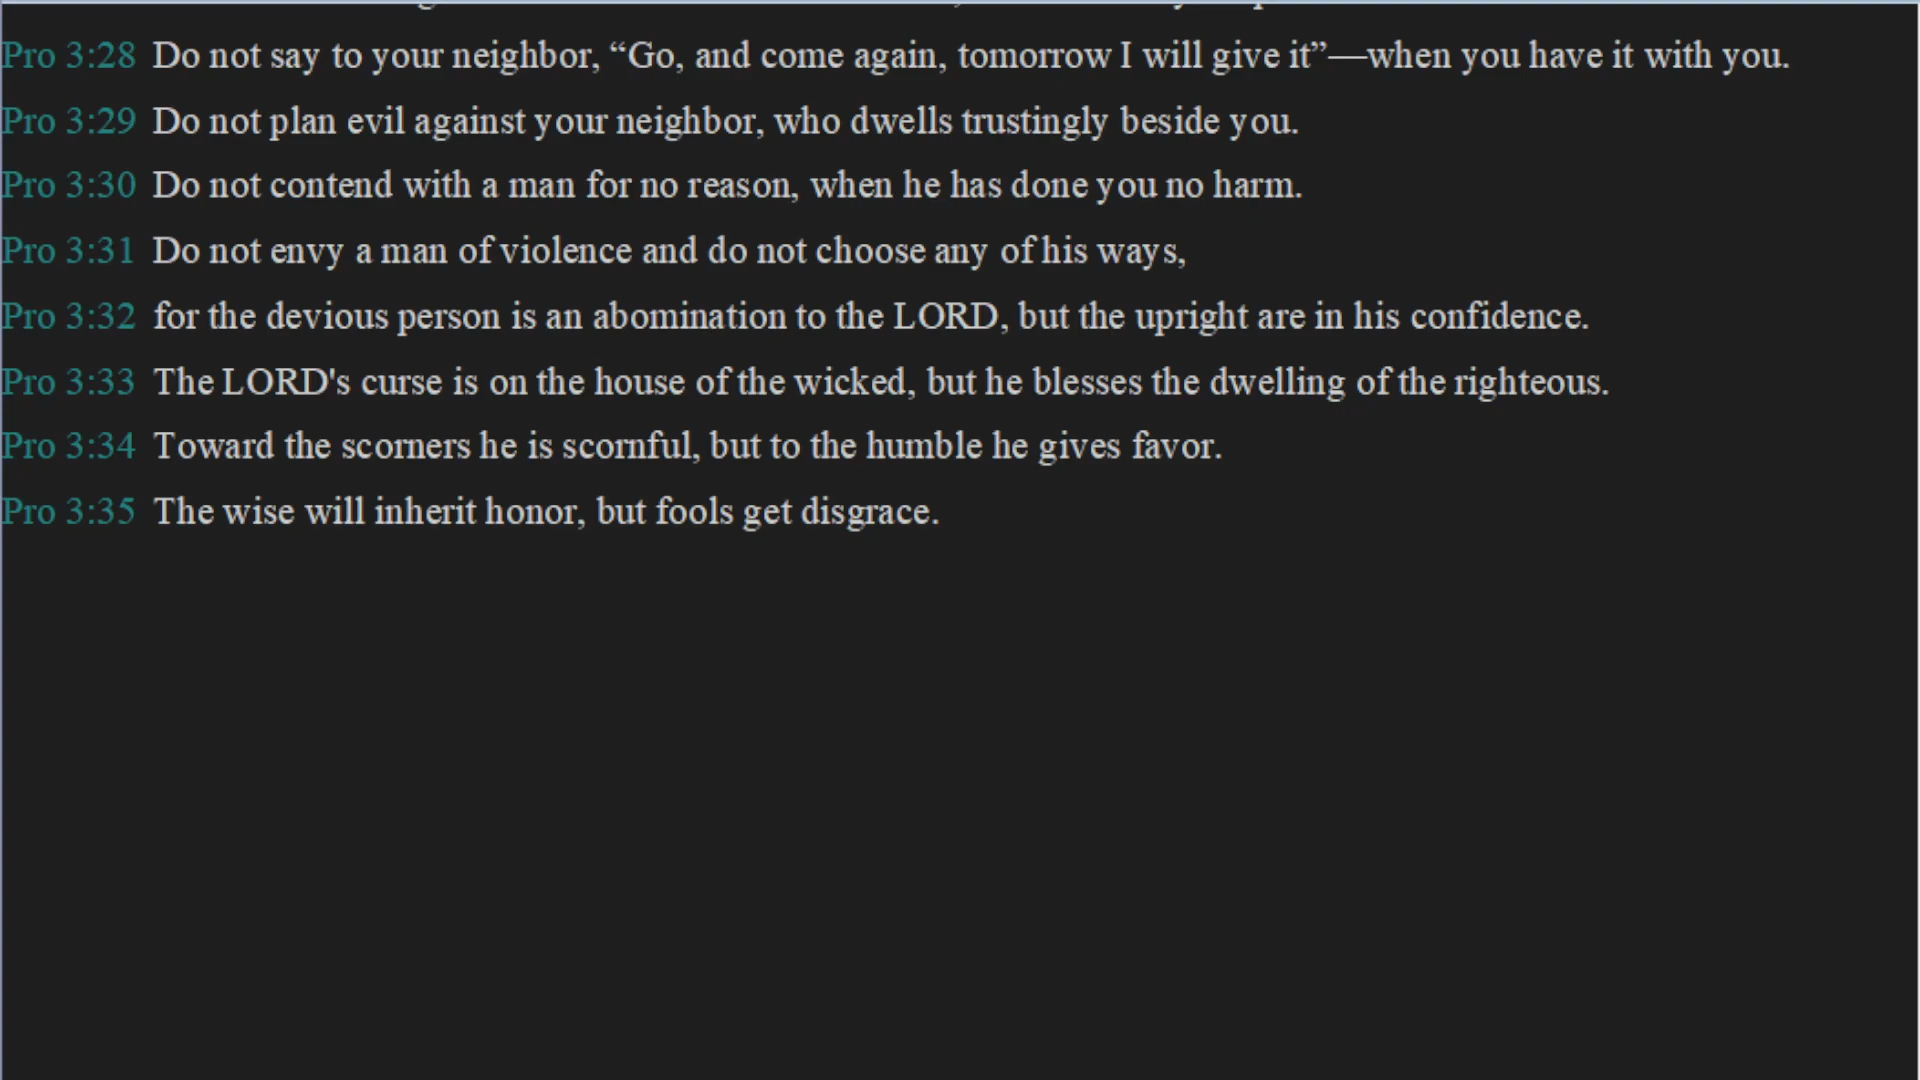 Pro 3:28 Do not say to your neighbor, “Go, and come again, tomorrow I will give it”—when you have it with you.
Pro 3:29 Do not plan evil against your neighbor, who dwells trustingly beside you.
Pro 3:30 Do not contend with a man for no reason, when he has done you no harm.
Pro 3:31 Do not envy a man of violence and do not choose any of his ways,
Pro 3:32 for the devious person is an abomination to the LORD, but the upright are in his confidence.
Pro 3:33 The LORD's curse is on the house of the wicked, but he blesses the dwelling of the righteous.
Pro 3:34 Toward the scorners he is scornful, but to the humble he gives favor.
Pro 3:35 The wise will inherit honor, but fools get disgrace.